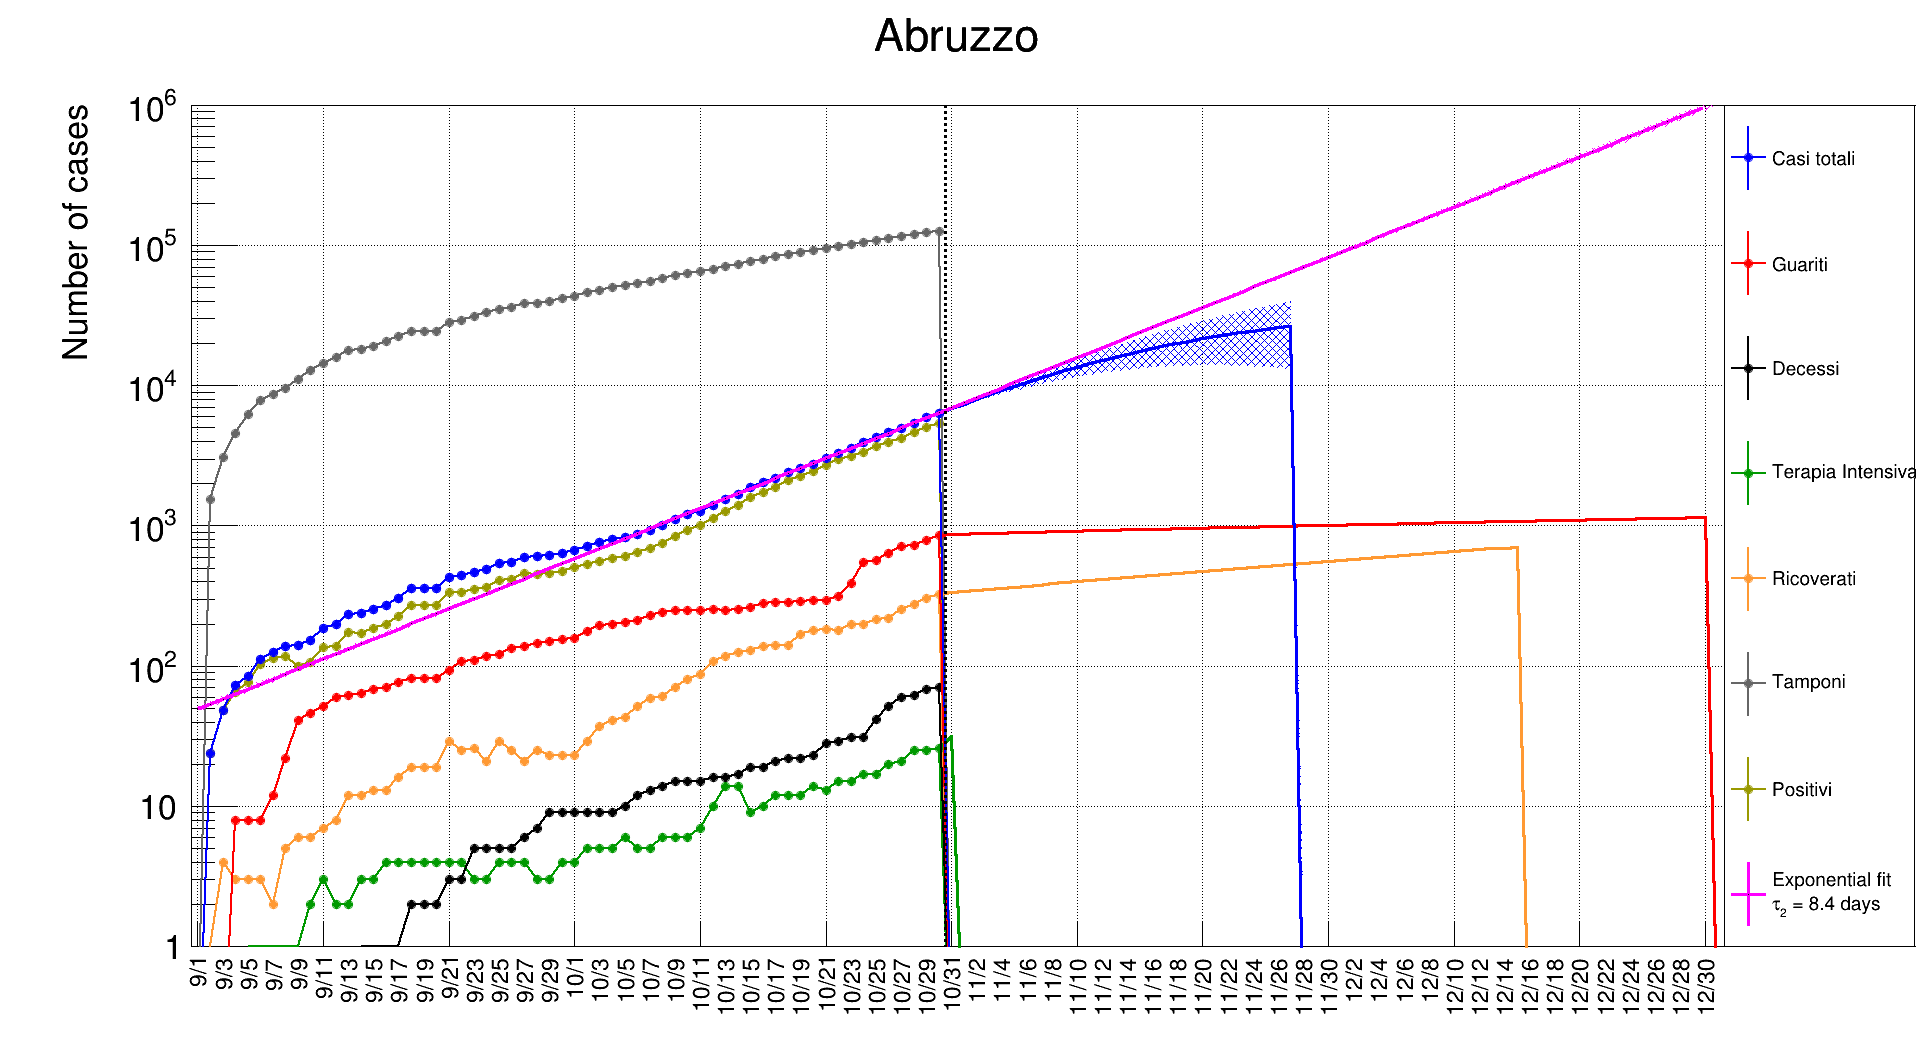 Abruzzo
Number of cases
10^6
10^5
10^4
10^3
10^2
10
1
9/1 9/3 9/5 9/7 9/9 9/11 9/13 9/15 9/17 9/19 9/21 9/23 9/25 9/27 9/29 10/1 10/3 10/5 10/7 10/9 10/11 10/13 10/15 10/17 10/19 10/21 10/23 10/25 10/27 10/29 10/31 11/2 11/4 11/6 11/8 11/10 11/12 11/14 11/16 11/18 11/20 11/22 11/24 11/26 11/28 11/30 12/2 12/4 12/6 12/8 12/10 12/12 12/14 12/16 12/18 12/20 12/22 12/24 12/26 12/28 12/30
Casi totali
Guariti
Decessi
Terapia Intensiva
Ricoverati
Tamponi
Positivi
Exponential fit
τ₂ = 8.4 days